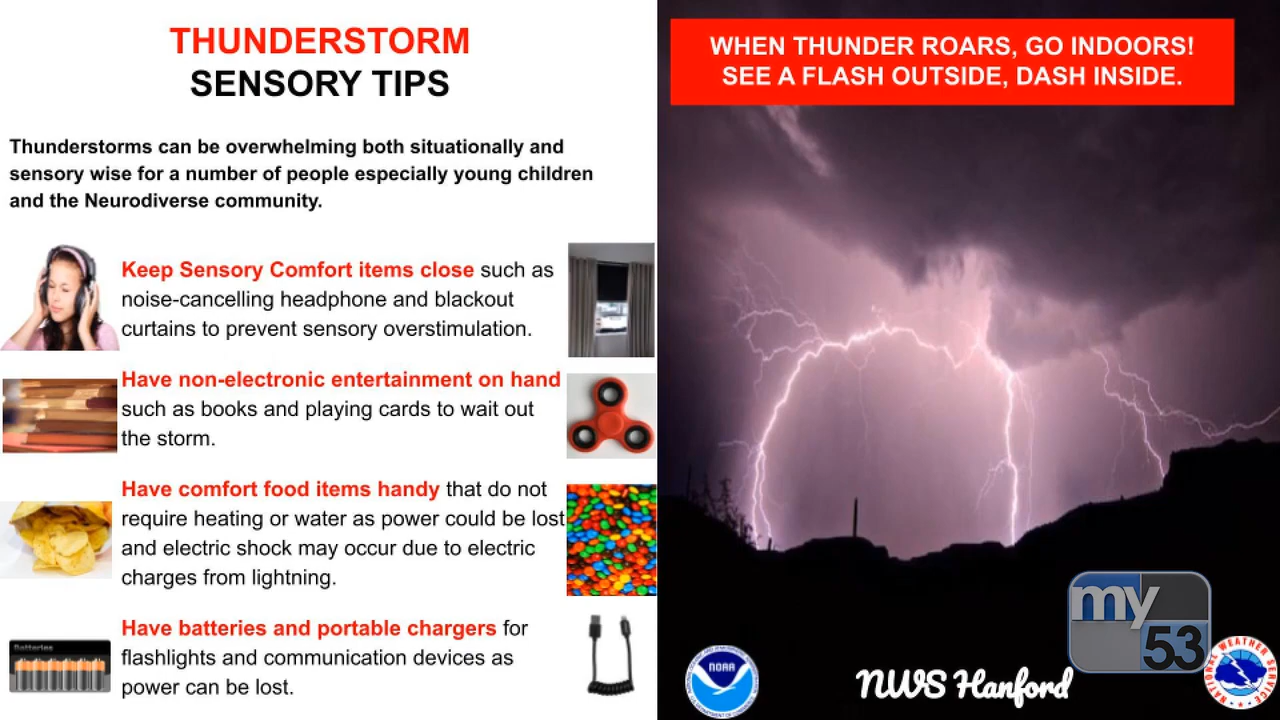 THUNDERSTORM
SENSORY TIPS
Thunderstorms can be overwhelming both situationally and
sensory wise for a number of people especially young children
and the Neurodiverse community.
Keep Sensory Comfort items close such as
noise-cancelling headphone and blackout
curtains to prevent sensory overstimulation.
Have non-electronic entertainment on hand
such as books and playing cards to wait out
the storm.
Have comfort food items handy that do not
require heating or water as power could be lost
and electric shock may occur due to electric
charges from lightning.
Have batteries and portable chargers for
flashlights and communication devices as
power can be lost.
Batteries
WHEN THUNDER ROARS, GO INDOORS!
SEE A FLASH OUTSIDE, DASH INSIDE.
my
53
NOAA
NWS Hanford
NATIONAL WEATHER SERVICE